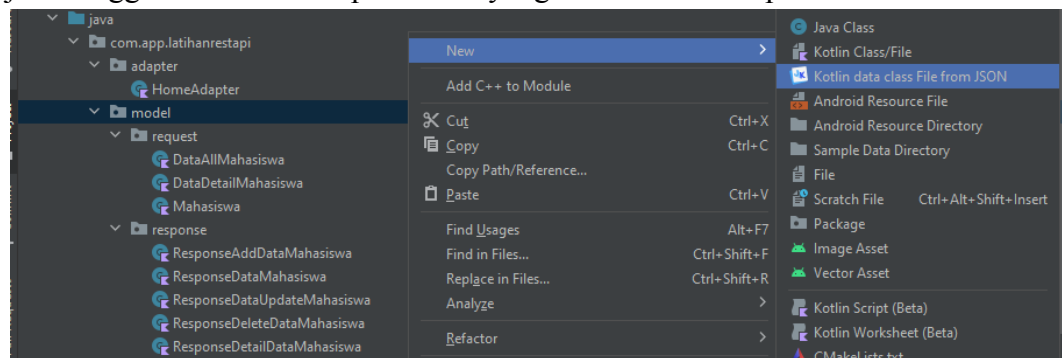 java
com.app.latihanrestapi
adapter
HomeAdapter
model
request
DataAllMahasiswa
DataDetailMahasiswa
Mahasiswa
response
ResponseAddDataMahasiswa
ResponseDataMahasiswa
ResponseDataUpdateMahasiswa
ResponseDeleteDataMahasiswa
ResponseDetailDataMahasiswa
New
Add C++ to Module
Cut Ctrl+X
Copy Ctrl+C
Copy Path/Reference...
Paste Ctrl+V
Find Usages Alt+F7
Find in Files... Ctrl+Shift+F
Replace in Files... Ctrl+Shift+R
Analyze
Refactor
Java Class
Kotlin Class/File
Kotlin data class File from JSON
Android Resource File
Android Resource Directory
Sample Data Directory
File
Scratch File Ctrl+Alt+Shift+Insert
Package
Image Asset
Vector Asset
Kotlin Script (Beta)
Kotlin Worksheet (Beta)
CMakeLists.txt